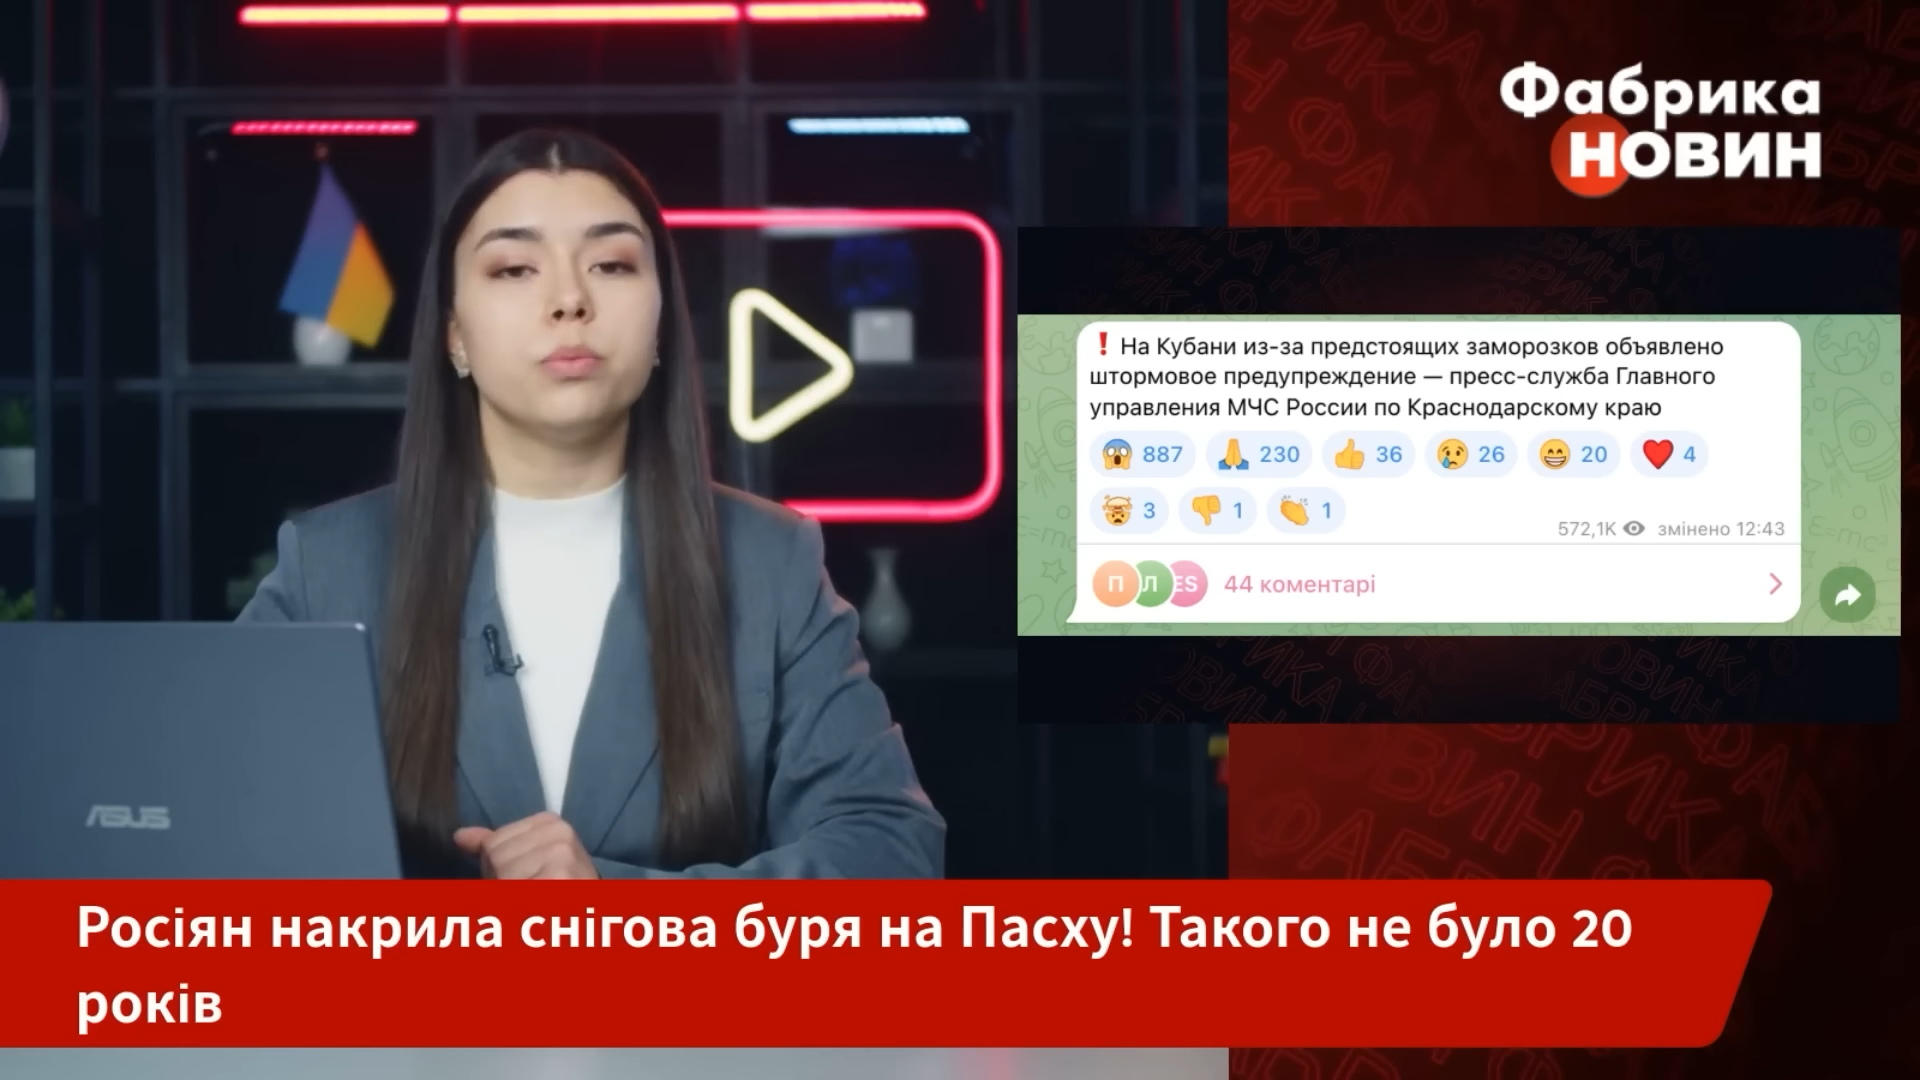 Фабрика
новин
❗ На Кубани из-за предстоящих заморозков объявлено
штормовое предупреждение — пресс-служба Главного
управления МЧС России по Краснодарскому краю
😱 887 🙏 230 👍 36 😢 26 😁 20 ❤️ 4
🤯 3 👎 1 👏 1
572,1K змінено 12:43
П Л ES 44 коментарі
ASUS
Росіян накрила снігова буря на Пасху! Такого не було 20
років